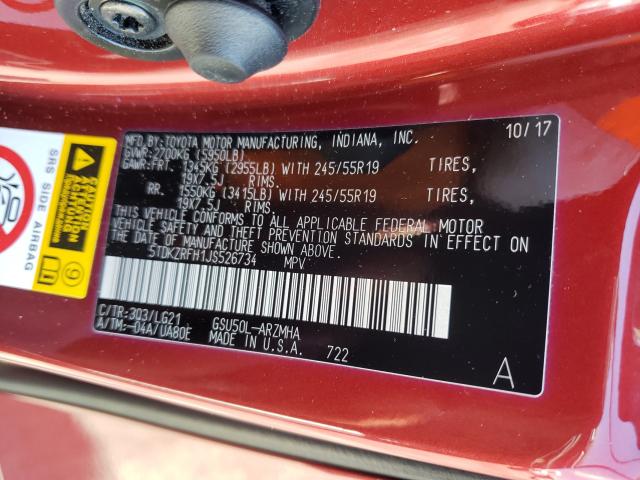 MFD.BY:TOYOTA MOTOR MANUFACTURING, INDIANA, INC. 10/17
GVWR:2700KG (5950LB)
GAWR:FRT. 1345KG (2955LB) WITH 245/55R19 TIRES,
19X7.5J RIMS.
RR. 1550KG (3415LB) WITH 245/55R19 TIRES,
19X7.5J RIMS.
THIS VEHICLE CONFORMS TO ALL APPLICABLE FEDERAL MOTOR
VEHICLE SAFETY AND THEFT PREVENTION STANDARDS IN EFFECT ON
THE DATE OF MANUFACTURE SHOWN ABOVE.
5TDKZRFH1JS526734 MPV
C/TR:303/LG21 GSU50L-ARZMHA
A/TM:-04A/UA80E MADE IN U.S.A. 722
A
SRS SIDE AIRBAG
9